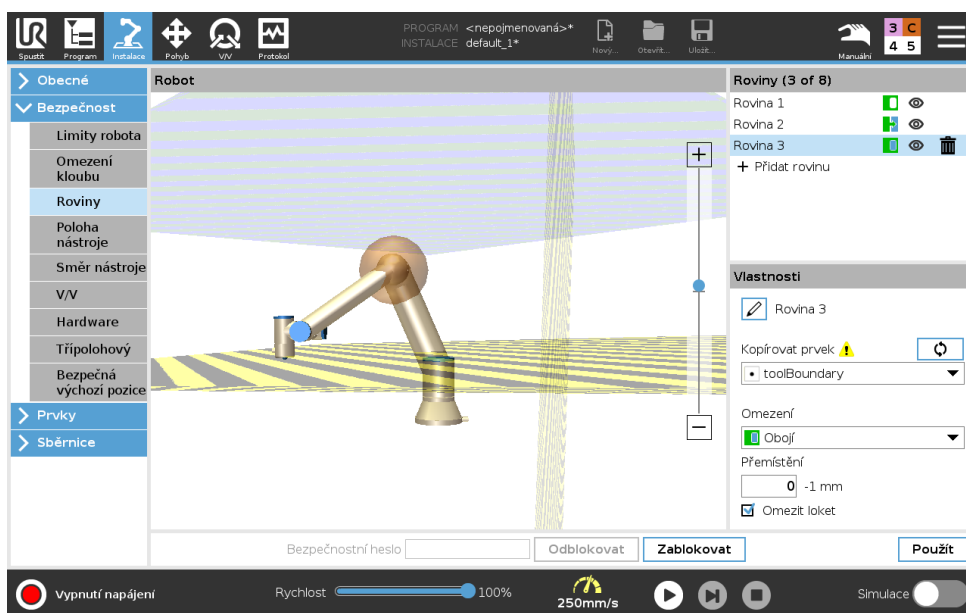 UR
PROGRAM <nepojmenovaná>*
INSTALACE default_1*
Spustit Program Instalace Pohyb V/V Protokol Nový... Otevřít... Uložit... Manuální
3 C
4 5
Obecné
Bezpečnost
Limity robota
Omezení
kloubu
Roviny
Poloha
nástroje
Směr nástroje
V/V
Hardware
Třípolohový
Bezpečná
výchozí pozice
Prvky
Sběrnice
Robot
Roviny (3 of 8)
Rovina 1
Rovina 2
Rovina 3
+ Přidat rovinu
Vlastnosti
Rovina 3
Kopírovat prvek
toolBoundary
Omezení
Obojí
Přemístění
0 -1 mm
Omezit loket
Bezpečnostní heslo Odblokovat Zablokovat Použít
Vypnutí napájení Rychlost 100% 250mm/s Simulace